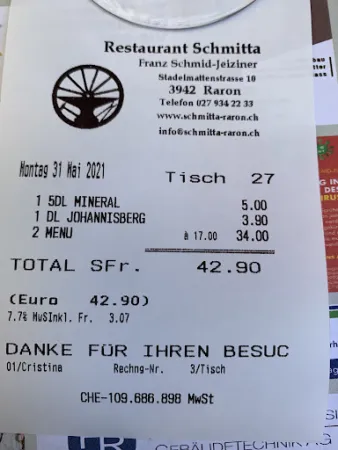 Restaurant Schmitta
Franz Schmid-Jeiziner
Stadelmattenstrasse 10
3942 Raron
Telefon 027 934 22 33
www.schmitta-raron.ch
info@schmitta-raron.ch
Montag 31 Mai 2021
Tisch 27
1 5DL MINERAL 5.00
1 DL JOHANNISBERG 3.90
2 MENU à 17.00 34.00
TOTAL SFr. 42.90
(Euro 42.90)
7.7% MwSInkl. Fr. 3.07
DANKE FÜR IHREN BESUC
01/Cristina Rechng-Nr. 3/Tisch
CHE-109.686.898 MwSt
GEBÄUDETECHNIK AG